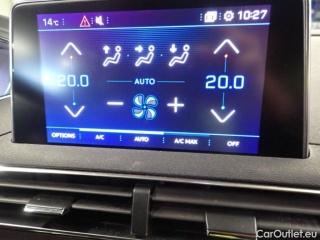 14°C 10:27
20.0 AUTO 20.0
OPTIONS A/C AUTO A/C MAX OFF
CarOutlet.eu